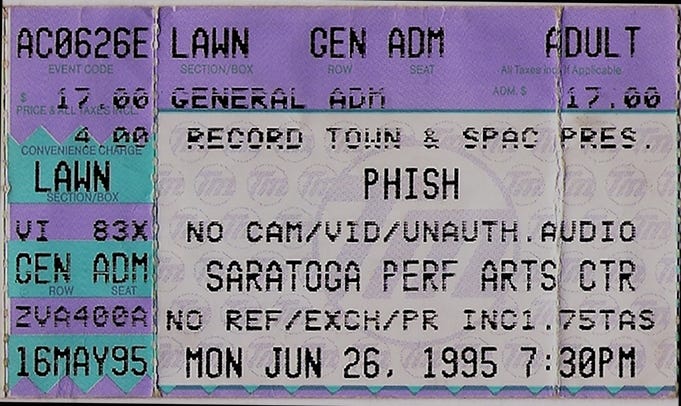 AC0626E LAWN GEN ADM ADULT
EVENT CODE SECTION/BOX ROW SEAT All Taxes Incl. If Applicable
$ 17.00 GENERAL ADM ADM. $ 17.00
PRICE & ALL TAXES INCL.
4.00 RECORD TOWN & SPAC PRES.
CONVENIENCE CHARGE
LAWN PHISH
SECTION/BOX
VI 83X NO CAM/VID/UNAUTH.AUDIO
GEN ADM SARATOGA PERF ARTS CTR
ROW SEAT
ZVA400A NO REF/EXCH/PR INC1.75TAS
16MAY95 MON JUN 26, 1995 7:30PM